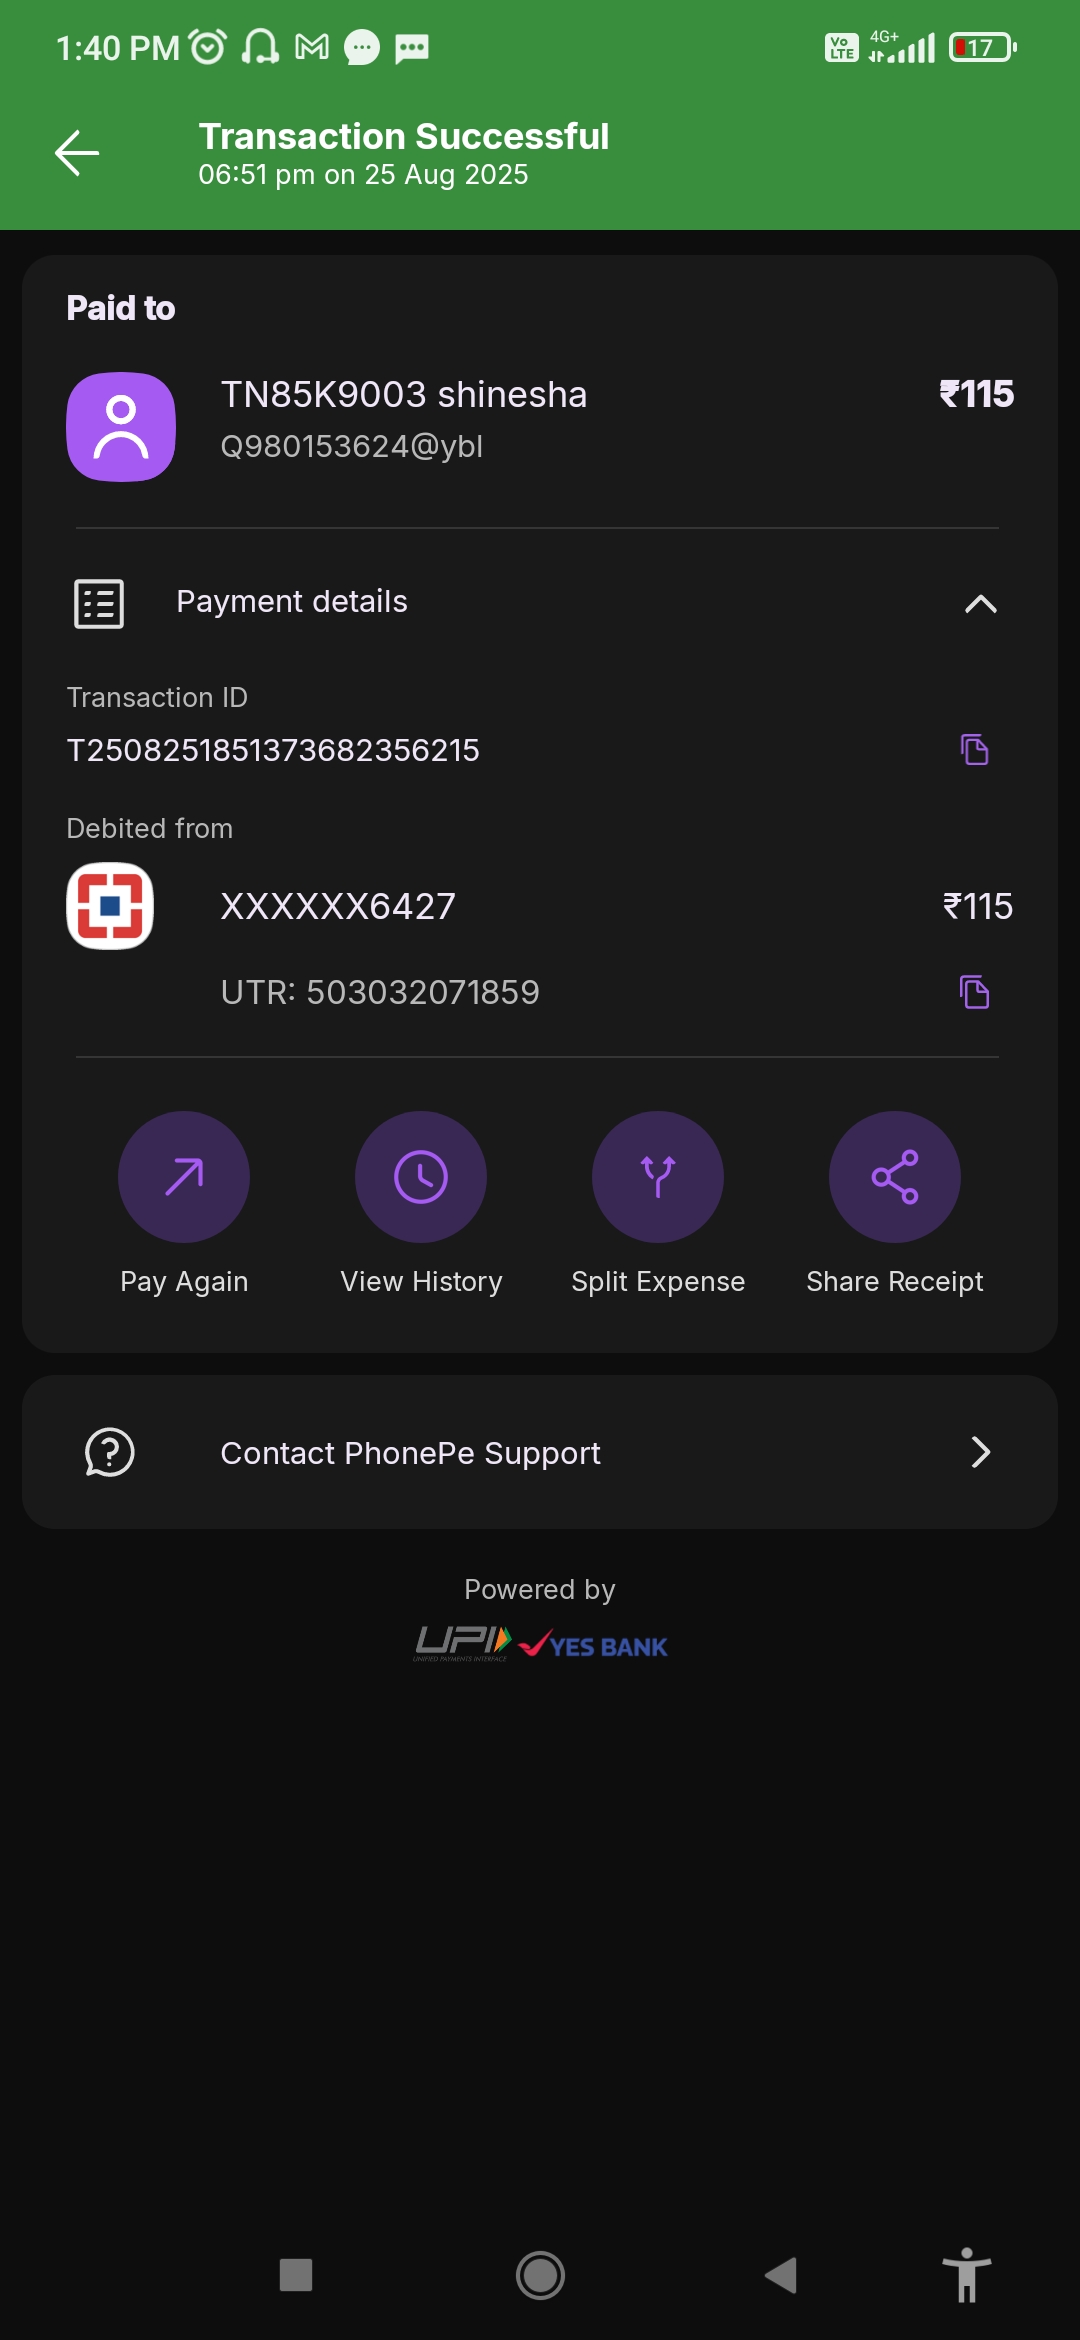 1:40 PM
Vo LTE 4G+ 17
Transaction Successful
06:51 pm on 25 Aug 2025
Paid to
TN85K9003 shinesha ₹115
Q980153624@ybl
Payment details
Transaction ID
T2508251851373682356215
Debited from
XXXXXX6427 ₹115
UTR: 503032071859
Pay Again View History Split Expense Share Receipt
Contact PhonePe Support
Powered by
UPI YES BANK
UNIFIED PAYMENTS INTERFACE